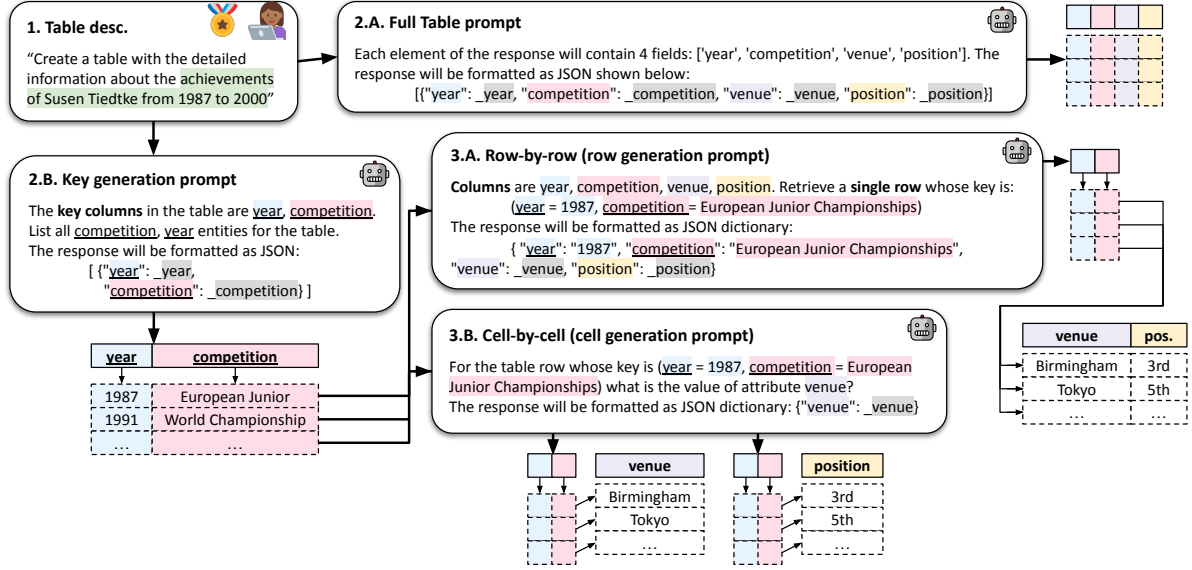 1. Table desc.
“Create a table with the detailed
information about the achievements
of Susen Tiedtke from 1987 to 2000”
2.A. Full Table prompt
Each element of the response will contain 4 fields: ['year', 'competition', 'venue', 'position']. The
response will be formatted as JSON shown below:
[{"year": _year, "competition": _competition, "venue": _venue, "position": _position}]
2.B. Key generation prompt
The key columns in the table are year, competition.
List all competition, year entities for the table.
The response will be formatted as JSON:
[ {"year": _year,
"competition": _competition} ]
year competition
1987 European Junior
1991 World Championship
... ...
3.A. Row-by-row (row generation prompt)
Columns are year, competition, venue, position. Retrieve a single row whose key is:
(year = 1987, competition = European Junior Championships)
The response will be formatted as JSON dictionary:
{ "year": "1987", "competition": "European Junior Championships",
"venue": _venue, "position": _position}
venue pos.
Birmingham 3rd
Tokyo 5th
... ...
3.B. Cell-by-cell (cell generation prompt)
For the table row whose key is (year = 1987, competition = European
Junior Championships) what is the value of attribute venue?
The response will be formatted as JSON dictionary: {"venue": _venue}
venue
Birmingham
Tokyo
...
position
3rd
5th
...